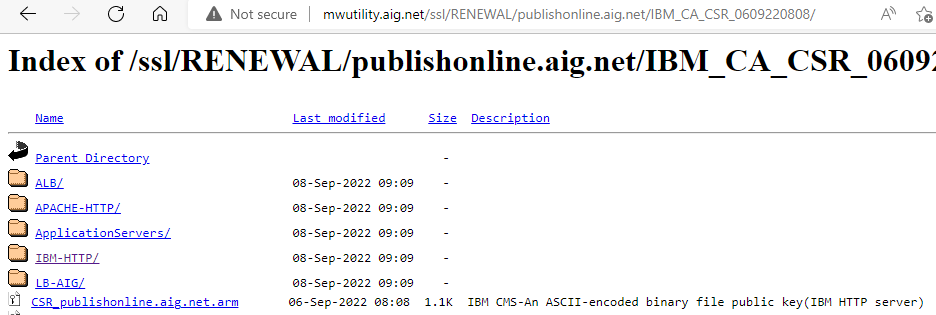 Not secure | mwutility.aig.net/ssl/RENEWAL/publishonline.aig.net/IBM_CA_CSR_0609220808/
Index of /ssl/RENEWAL/publishonline.aig.net/IBM_CA_CSR_0609
Name Last modified Size Description
Parent Directory -
ALB/ 08-Sep-2022 09:09 -
APACHE-HTTP/ 08-Sep-2022 09:09 -
ApplicationServers/ 08-Sep-2022 09:09 -
IBM-HTTP/ 08-Sep-2022 09:09 -
LB-AIG/ 08-Sep-2022 09:09 -
CSR_publishonline.aig.net.arm 06-Sep-2022 08:08 1.1K IBM CMS-An ASCII-encoded binary file public key(IBM HTTP server)